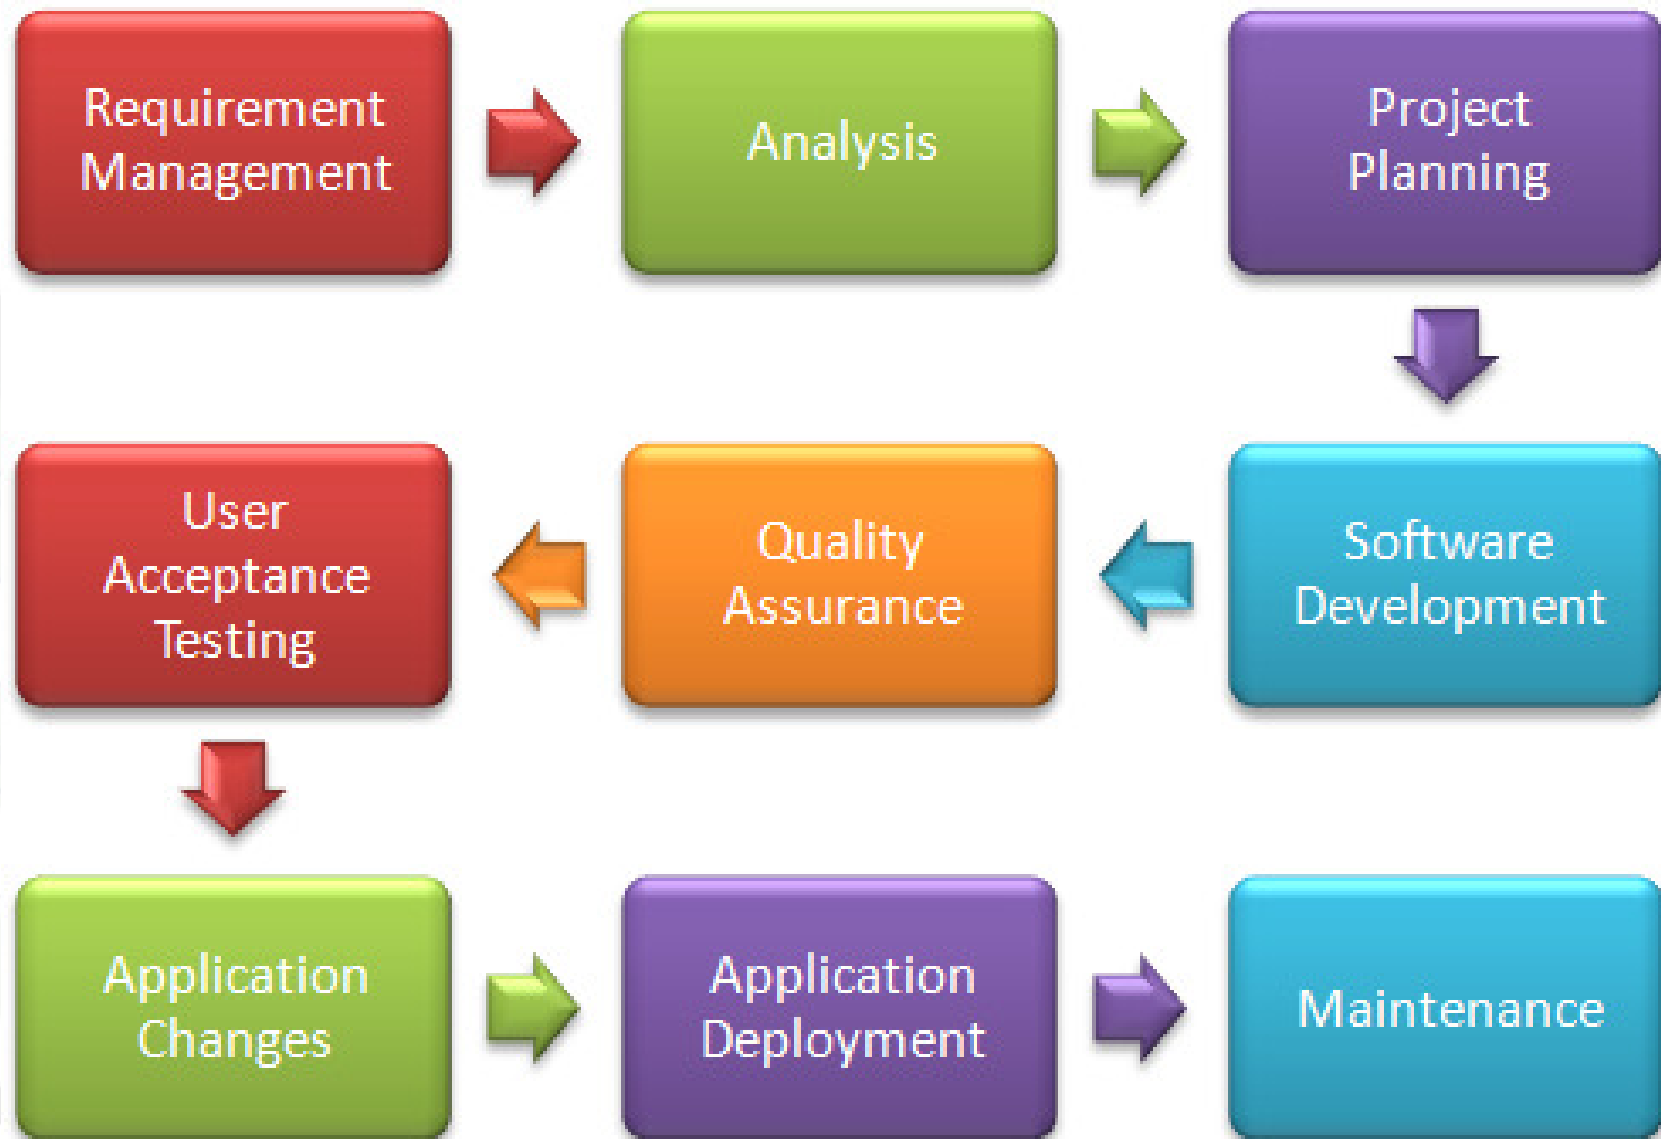 Requirement
Management
Analysis
Project
Planning
Software
Development
Quality
Assurance
User
Acceptance
Testing
Application
Changes
Application
Deployment
Maintenance